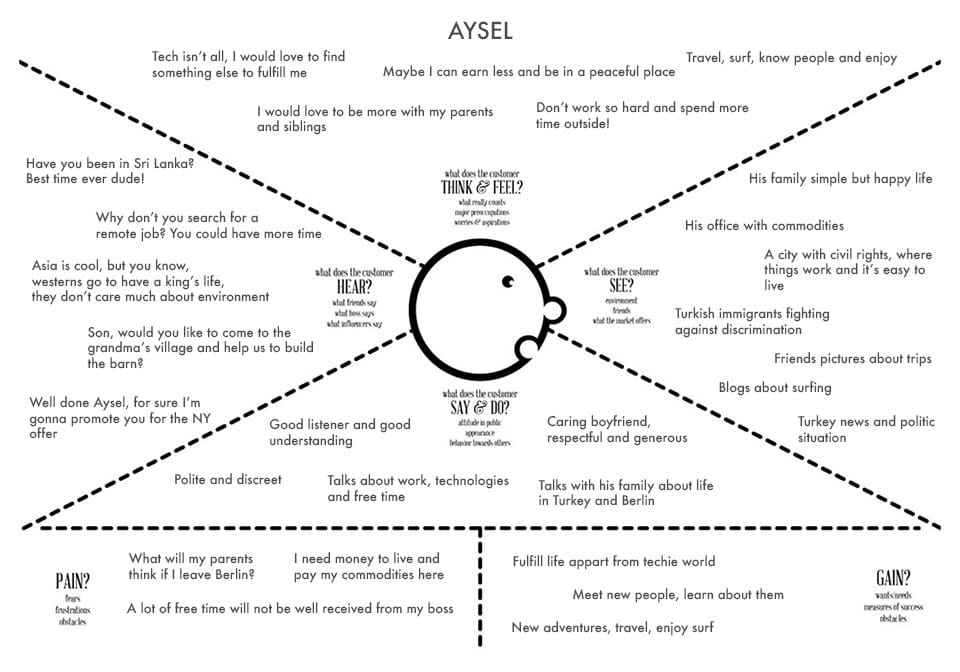 AYSEL
Tech isn't all, I would love to find
something else to fulfill me
Maybe I can earn less and be in a peaceful place
Travel, surf, know people and enjoy
I would love to be more with my parents
and siblings
Don't work so hard and spend more
time outside!
what does the customer
THINK & FEEL?
what really counts
major preoccupations
worries & aspirations
Have you been in Sri Lanka?
Best time ever dude!
Why don't you search for a
remote job? You could have more time
Asia is cool, but you know,
westerns go to have a king's life,
they don't care much about environment
Son, would you like to come to the
grandma's village and help us to build
the barn?
Well done Aysel, for sure I'm
gonna promote you for the NY
offer
what does the customer
HEAR?
what friends say
what boss says
what influencers say
what does the customer
SEE?
environment
friends
what the market offers
His family simple but happy life
His office with commodities
A city with civil rights, where
things work and it's easy to
live
Turkish immigrants fighting
against discrimination
Friends pictures about trips
Blogs about surfing
Turkey news and politic
situation
what does the customer
SAY & DO?
attitude in public
appearance
behavior towards others
Good listener and good
understanding
Caring boyfriend,
respectful and generous
Polite and discreet
Talks about work, technologies
and free time
Talks with his family about life
in Turkey and Berlin
PAIN?
fears
frustrations
obstacles
What will my parents
think if I leave Berlin?
I need money to live and
pay my commodities here
A lot of free time will not be well received from my boss
Fulfill life appart from techie world
Meet new people, learn about them
New adventures, travel, enjoy surf
GAIN?
wants/needs
measures of success
obstacles